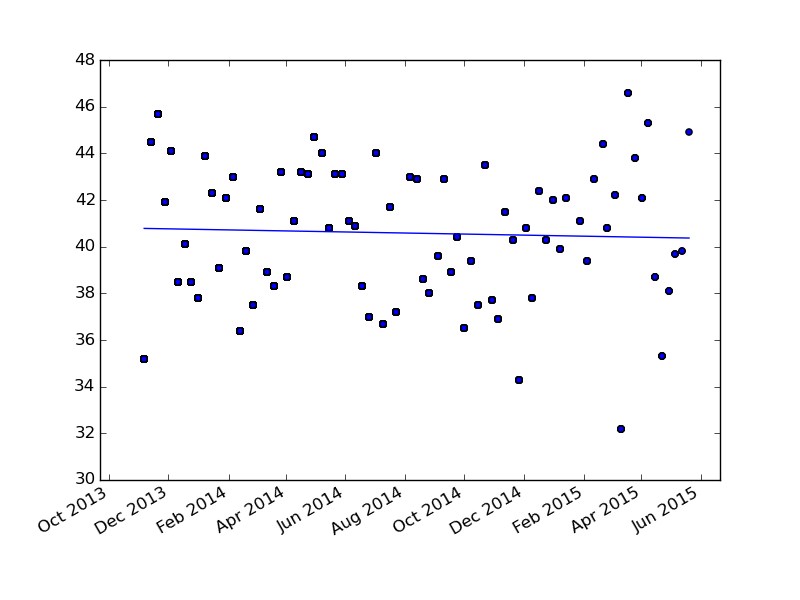 48
46
44
42
40
38
36
34
32
30
Oct 2013
Dec 2013
Feb 2014
Apr 2014
Jun 2014
Aug 2014
Oct 2014
Dec 2014
Feb 2015
Apr 2015
Jun 2015